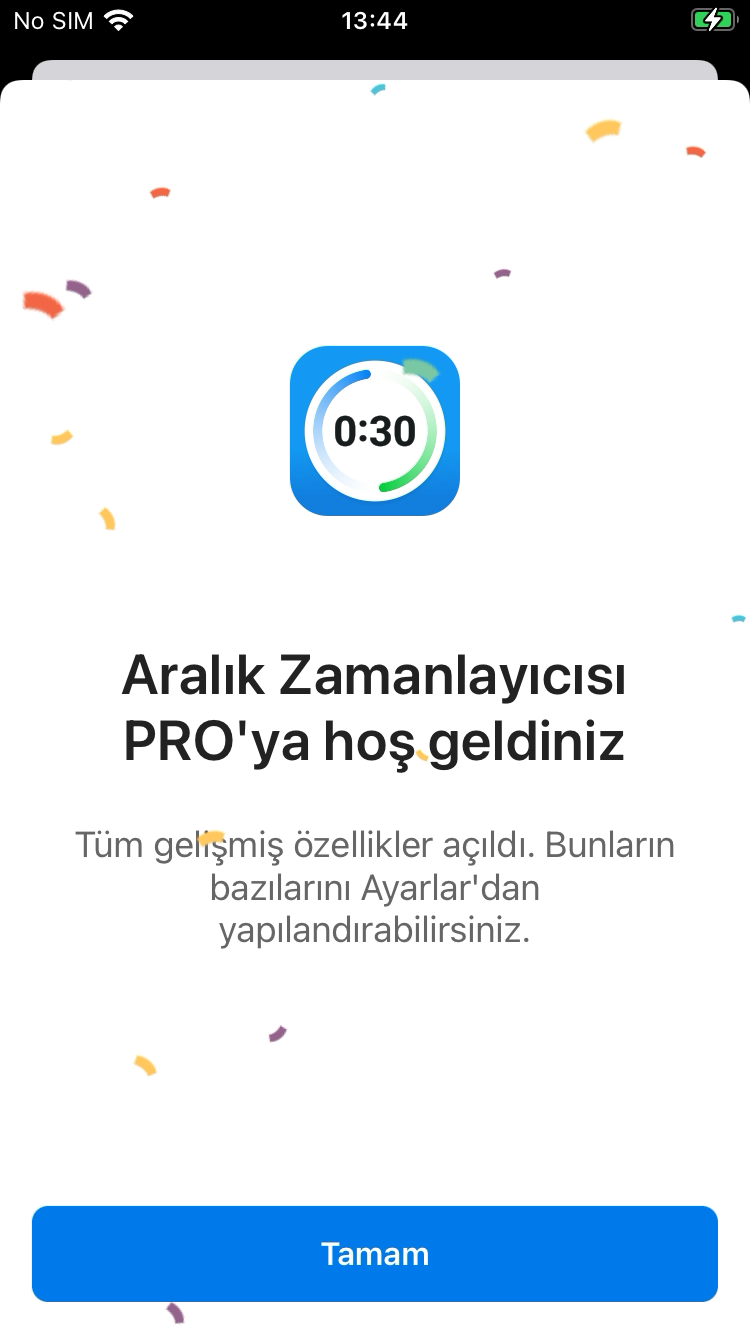 No SIM 13:44
0:30
Aralık Zamanlayıcısı
PRO'ya hoş geldiniz
Tüm gelişmiş özellikler açıldı. Bunların
bazılarını Ayarlar'dan
yapılandırabilirsiniz.
Tamam